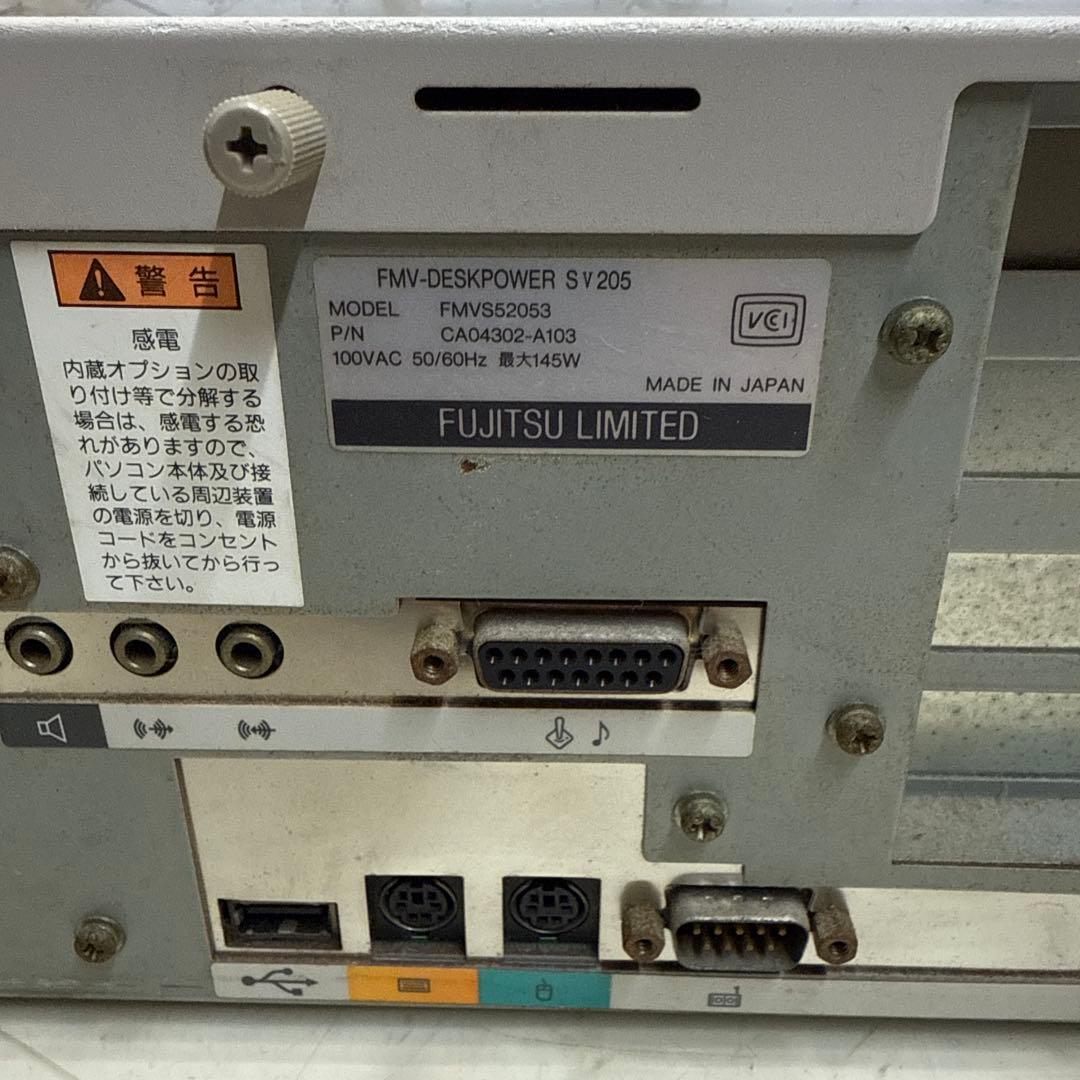 警告
感電
内蔵オプションの取
り付け等で分解する
場合は、感電する恐
れがありますので、
パソコン本体及び接
続している周辺装置
の電源を切り、電源
コードをコンセント
から抜いてから行っ
て下さい。
FMV-DESKPOWER SV205
MODEL FMVS52053
P/N CA04302-A103
100VAC 50/60Hz 最大145W
VCI
MADE IN JAPAN
FUJITSU LIMITED